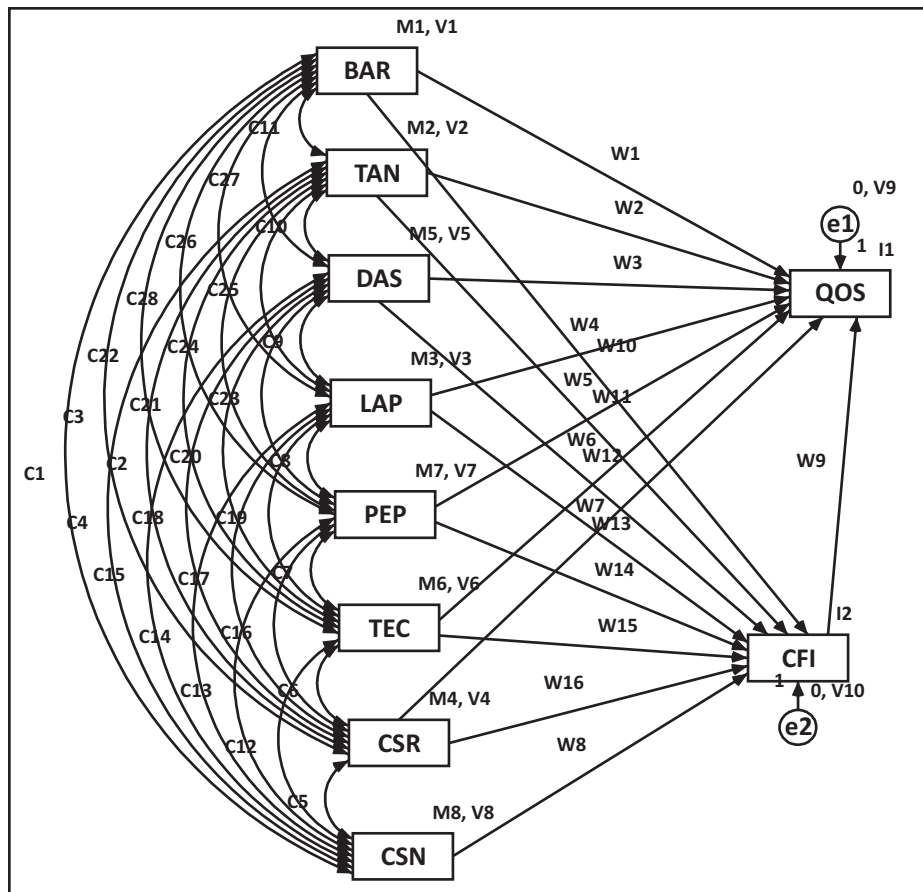 M1, V1
BAR
C11
M2, V2
W1
TAN
C27
W2
0, V9
e1
C10
M5, V5
1
I1
C26
DAS
W3
QOS
C25
C28
W4
C24
C9
W10
C22
M3, V3
W5
C23
W11
C21
LAP
C3
W6
C20
C8
W12
W9
C1
C2
M7, V7
C4
C18
C19
PEP
W7
W13
C15
C17
C7
W14
M6, V6
C14
C16
TEC
W15
I2
CFI
C13
C6
M4, V4
W16
1
0, V10
e2
C12
CSR
W8
C5
M8, V8
CSN